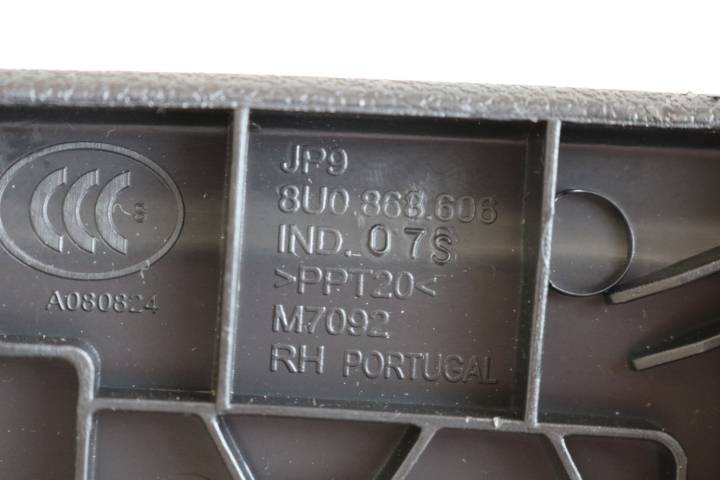 CCC S
A080824
JP9
8U0.868.606
IND. 07S
>PPT20<
M7092
RH PORTUGAL